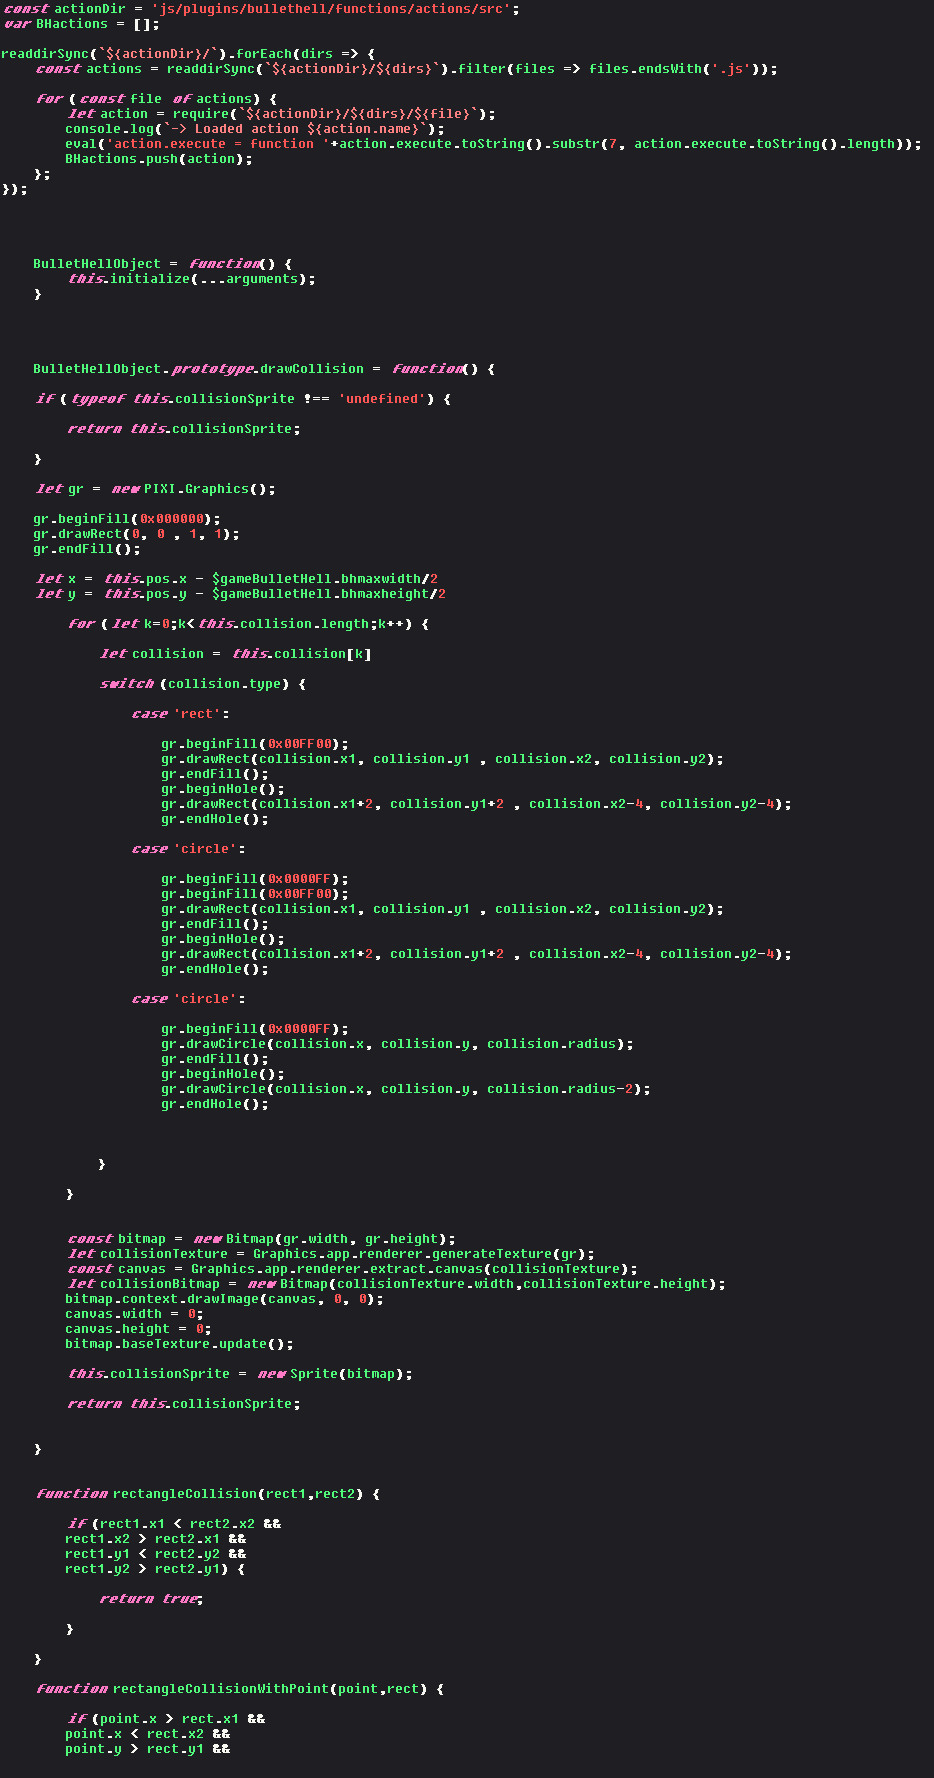 const actionDir = 'js/plugins/bullethell/functions/actions/src';
var BHactions = [];
readdirSync(`${actionDir}/`).forEach(dirs => {
const actions = readdirSync(`${actionDir}/${dirs}`).filter(files => files.endsWith('.js'));
for (const file of actions) {
let action = require(`${actionDir}/${dirs}/${file}`);
console.log(`-> Loaded action ${action.name}`);
eval('action.execute = function '+action.execute.toString().substr(7, action.execute.toString().length));
BHactions.push(action);
};
});
BulletHellObject = function() {
this.initialize(...arguments);
}
BulletHellObject.prototype.drawCollision = function() {
if (typeof this.collisionSprite !== 'undefined') {
return this.collisionSprite;
}
let gr = new PIXI.Graphics();
gr.beginFill(0x000000);
gr.drawRect(0, 0 , 1, 1);
gr.endFill();
let x = this.pos.x - $gameBulletHell.bhmaxwidth/2
let y = this.pos.y - $gameBulletHell.bhmaxheight/2
for (let k=0;k<this.collision.length;k++) {
let collision = this.collision[k]
switch (collision.type) {
case 'rect':
gr.beginFill(0x00FF00);
gr.drawRect(collision.x1, collision.y1 , collision.x2, collision.y2);
gr.endFill();
gr.beginHole();
gr.drawRect(collision.x1+2, collision.y1+2 , collision.x2-4, collision.y2-4);
gr.endHole();
case 'circle':
gr.beginFill(0x0000FF);
gr.beginFill(0x00FF00);
gr.drawRect(collision.x1, collision.y1 , collision.x2, collision.y2);
gr.endFill();
gr.beginHole();
gr.drawRect(collision.x1+2, collision.y1+2 , collision.x2-4, collision.y2-4);
gr.endHole();
case 'circle':
gr.beginFill(0x0000FF);
gr.drawCircle(collision.x, collision.y, collision.radius);
gr.endFill();
gr.beginHole();
gr.drawCircle(collision.x, collision.y, collision.radius-2);
gr.endHole();
}
}
const bitmap = new Bitmap(gr.width, gr.height);
let collisionTexture = Graphics.app.renderer.generateTexture(gr);
const canvas = Graphics.app.renderer.extract.canvas(collisionTexture);
let collisionBitmap = new Bitmap(collisionTexture.width,collisionTexture.height);
bitmap.context.drawImage(canvas, 0, 0);
canvas.width = 0;
canvas.height = 0;
bitmap.baseTexture.update();
this.collisionSprite = new Sprite(bitmap);
return this.collisionSprite;
}
function rectangleCollision(rect1,rect2) {
if (rect1.x1 < rect2.x2 &&
rect1.x2 > rect2.x1 &&
rect1.y1 < rect2.y2 &&
rect1.y2 > rect2.y1) {
return true;
}
}
function rectangleCollisionWithPoint(point,rect) {
if (point.x > rect.x1 &&
point.x < rect.x2 &&
point.y > rect.y1 &&